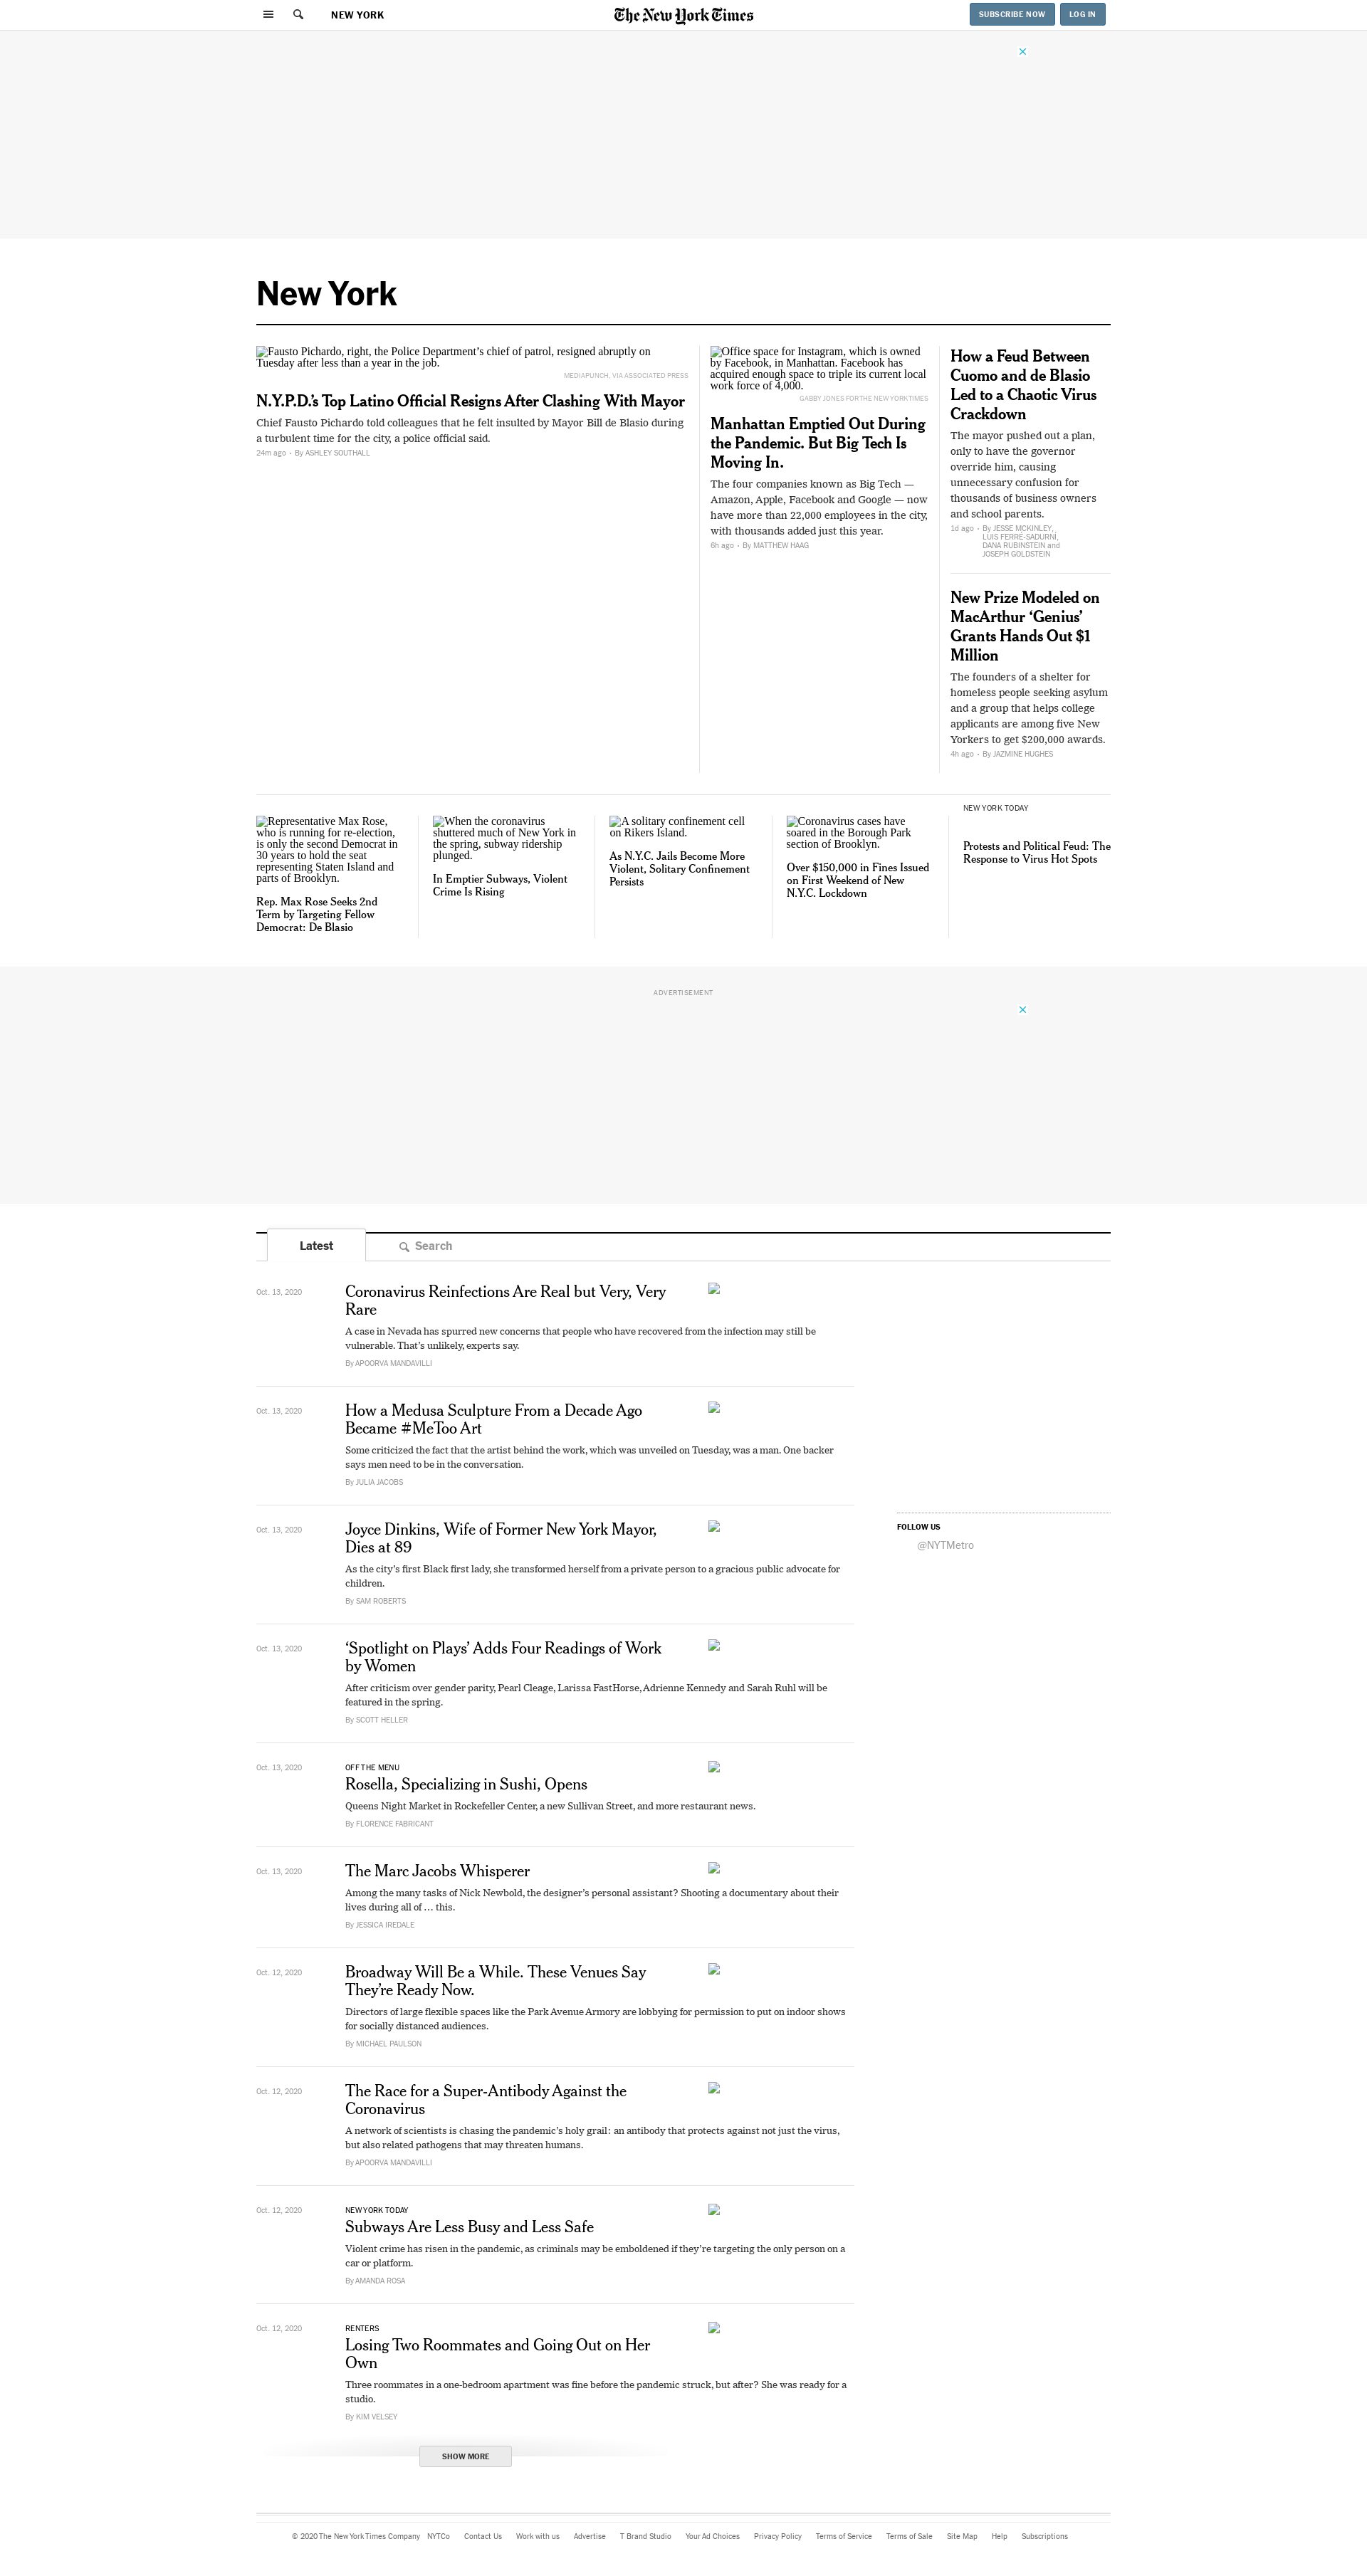 NEW YORK
The New York Times
SUBSCRIBE NOW
LOG IN
New York
Fausto Pichardo, right, the Police Department’s chief of patrol, resigned abruptly on
Tuesday after less than a year in the job.
MEDIAPUNCH, VIA ASSOCIATED PRESS
N.Y.P.D.’s Top Latino Official Resigns After Clashing With Mayor
Chief Fausto Pichardo told colleagues that he felt insulted by Mayor Bill de Blasio during
a turbulent time for the city, a police official said.
24m ago • By ASHLEY SOUTHALL
Office space for Instagram, which is owned
by Facebook, in Manhattan. Facebook has
acquired enough space to triple its current local
work force of 4,000.
GABBY JONES FOR THE NEW YORK TIMES
Manhattan Emptied Out During
the Pandemic. But Big Tech Is
Moving In.
The four companies known as Big Tech —
Amazon, Apple, Facebook and Google — now
have more than 22,000 employees in the city,
with thousands added just this year.
6h ago • By MATTHEW HAAG
How a Feud Between
Cuomo and de Blasio
Led to a Chaotic Virus
Crackdown
The mayor pushed out a plan,
only to have the governor
override him, causing
unnecessary confusion for
thousands of business owners
and school parents.
1d ago • By JESSE MCKINLEY,
LUIS FERRÉ-SADURNÍ,
DANA RUBINSTEIN and
JOSEPH GOLDSTEIN
New Prize Modeled on
MacArthur ‘Genius’
Grants Hands Out $1
Million
The founders of a shelter for
homeless people seeking asylum
and a group that helps college
applicants are among five New
Yorkers to get $200,000 awards.
4h ago • By JAZMINE HUGHES
Representative Max Rose,
who is running for re-election,
is only the second Democrat in
30 years to hold the seat
representing Staten Island and
parts of Brooklyn.
Rep. Max Rose Seeks 2nd
Term by Targeting Fellow
Democrat: De Blasio
When the coronavirus
shuttered much of New York in
the spring, subway ridership
plunged.
In Emptier Subways, Violent
Crime Is Rising
A solitary confinement cell
on Rikers Island.
As N.Y.C. Jails Become More
Violent, Solitary Confinement
Persists
Coronavirus cases have
soared in the Borough Park
section of Brooklyn.
Over $150,000 in Fines Issued
on First Weekend of New
N.Y.C. Lockdown
NEW YORK TODAY
Protests and Political Feud: The
Response to Virus Hot Spots
ADVERTISEMENT
Latest
Search
Oct. 13, 2020
Coronavirus Reinfections Are Real but Very, Very
Rare
A case in Nevada has spurred new concerns that people who have recovered from the infection may still be
vulnerable. That’s unlikely, experts say.
By APOORVA MANDAVILLI
Oct. 13, 2020
How a Medusa Sculpture From a Decade Ago
Became #MeToo Art
Some criticized the fact that the artist behind the work, which was unveiled on Tuesday, was a man. One backer
says men need to be in the conversation.
By JULIA JACOBS
Oct. 13, 2020
Joyce Dinkins, Wife of Former New York Mayor,
Dies at 89
As the city’s first Black first lady, she transformed herself from a private person to a gracious public advocate for
children.
By SAM ROBERTS
FOLLOW US
@NYTMetro
Oct. 13, 2020
‘Spotlight on Plays’ Adds Four Readings of Work
by Women
After criticism over gender parity, Pearl Cleage, Larissa FastHorse, Adrienne Kennedy and Sarah Ruhl will be
featured in the spring.
By SCOTT HELLER
Oct. 13, 2020
OFF THE MENU
Rosella, Specializing in Sushi, Opens
Queens Night Market in Rockefeller Center, a new Sullivan Street, and more restaurant news.
By FLORENCE FABRICANT
Oct. 13, 2020
The Marc Jacobs Whisperer
Among the many tasks of Nick Newbold, the designer’s personal assistant? Shooting a documentary about their
lives during all of … this.
By JESSICA IREDALE
Oct. 12, 2020
Broadway Will Be a While. These Venues Say
They’re Ready Now.
Directors of large flexible spaces like the Park Avenue Armory are lobbying for permission to put on indoor shows
for socially distanced audiences.
By MICHAEL PAULSON
Oct. 12, 2020
The Race for a Super-Antibody Against the
Coronavirus
A network of scientists is chasing the pandemic’s holy grail: an antibody that protects against not just the virus,
but also related pathogens that may threaten humans.
By APOORVA MANDAVILLI
Oct. 12, 2020
NEW YORK TODAY
Subways Are Less Busy and Less Safe
Violent crime has risen in the pandemic, as criminals may be emboldened if they’re targeting the only person on a
car or platform.
By AMANDA ROSA
Oct. 12, 2020
RENTERS
Losing Two Roommates and Going Out on Her
Own
Three roommates in a one-bedroom apartment was fine before the pandemic struck, but after? She was ready for a
studio.
By KIM VELSEY
SHOW MORE
© 2020 The New York Times Company NYTCo Contact Us Work with us Advertise T Brand Studio Your Ad Choices Privacy Policy Terms of Service Terms of Sale Site Map Help Subscriptions